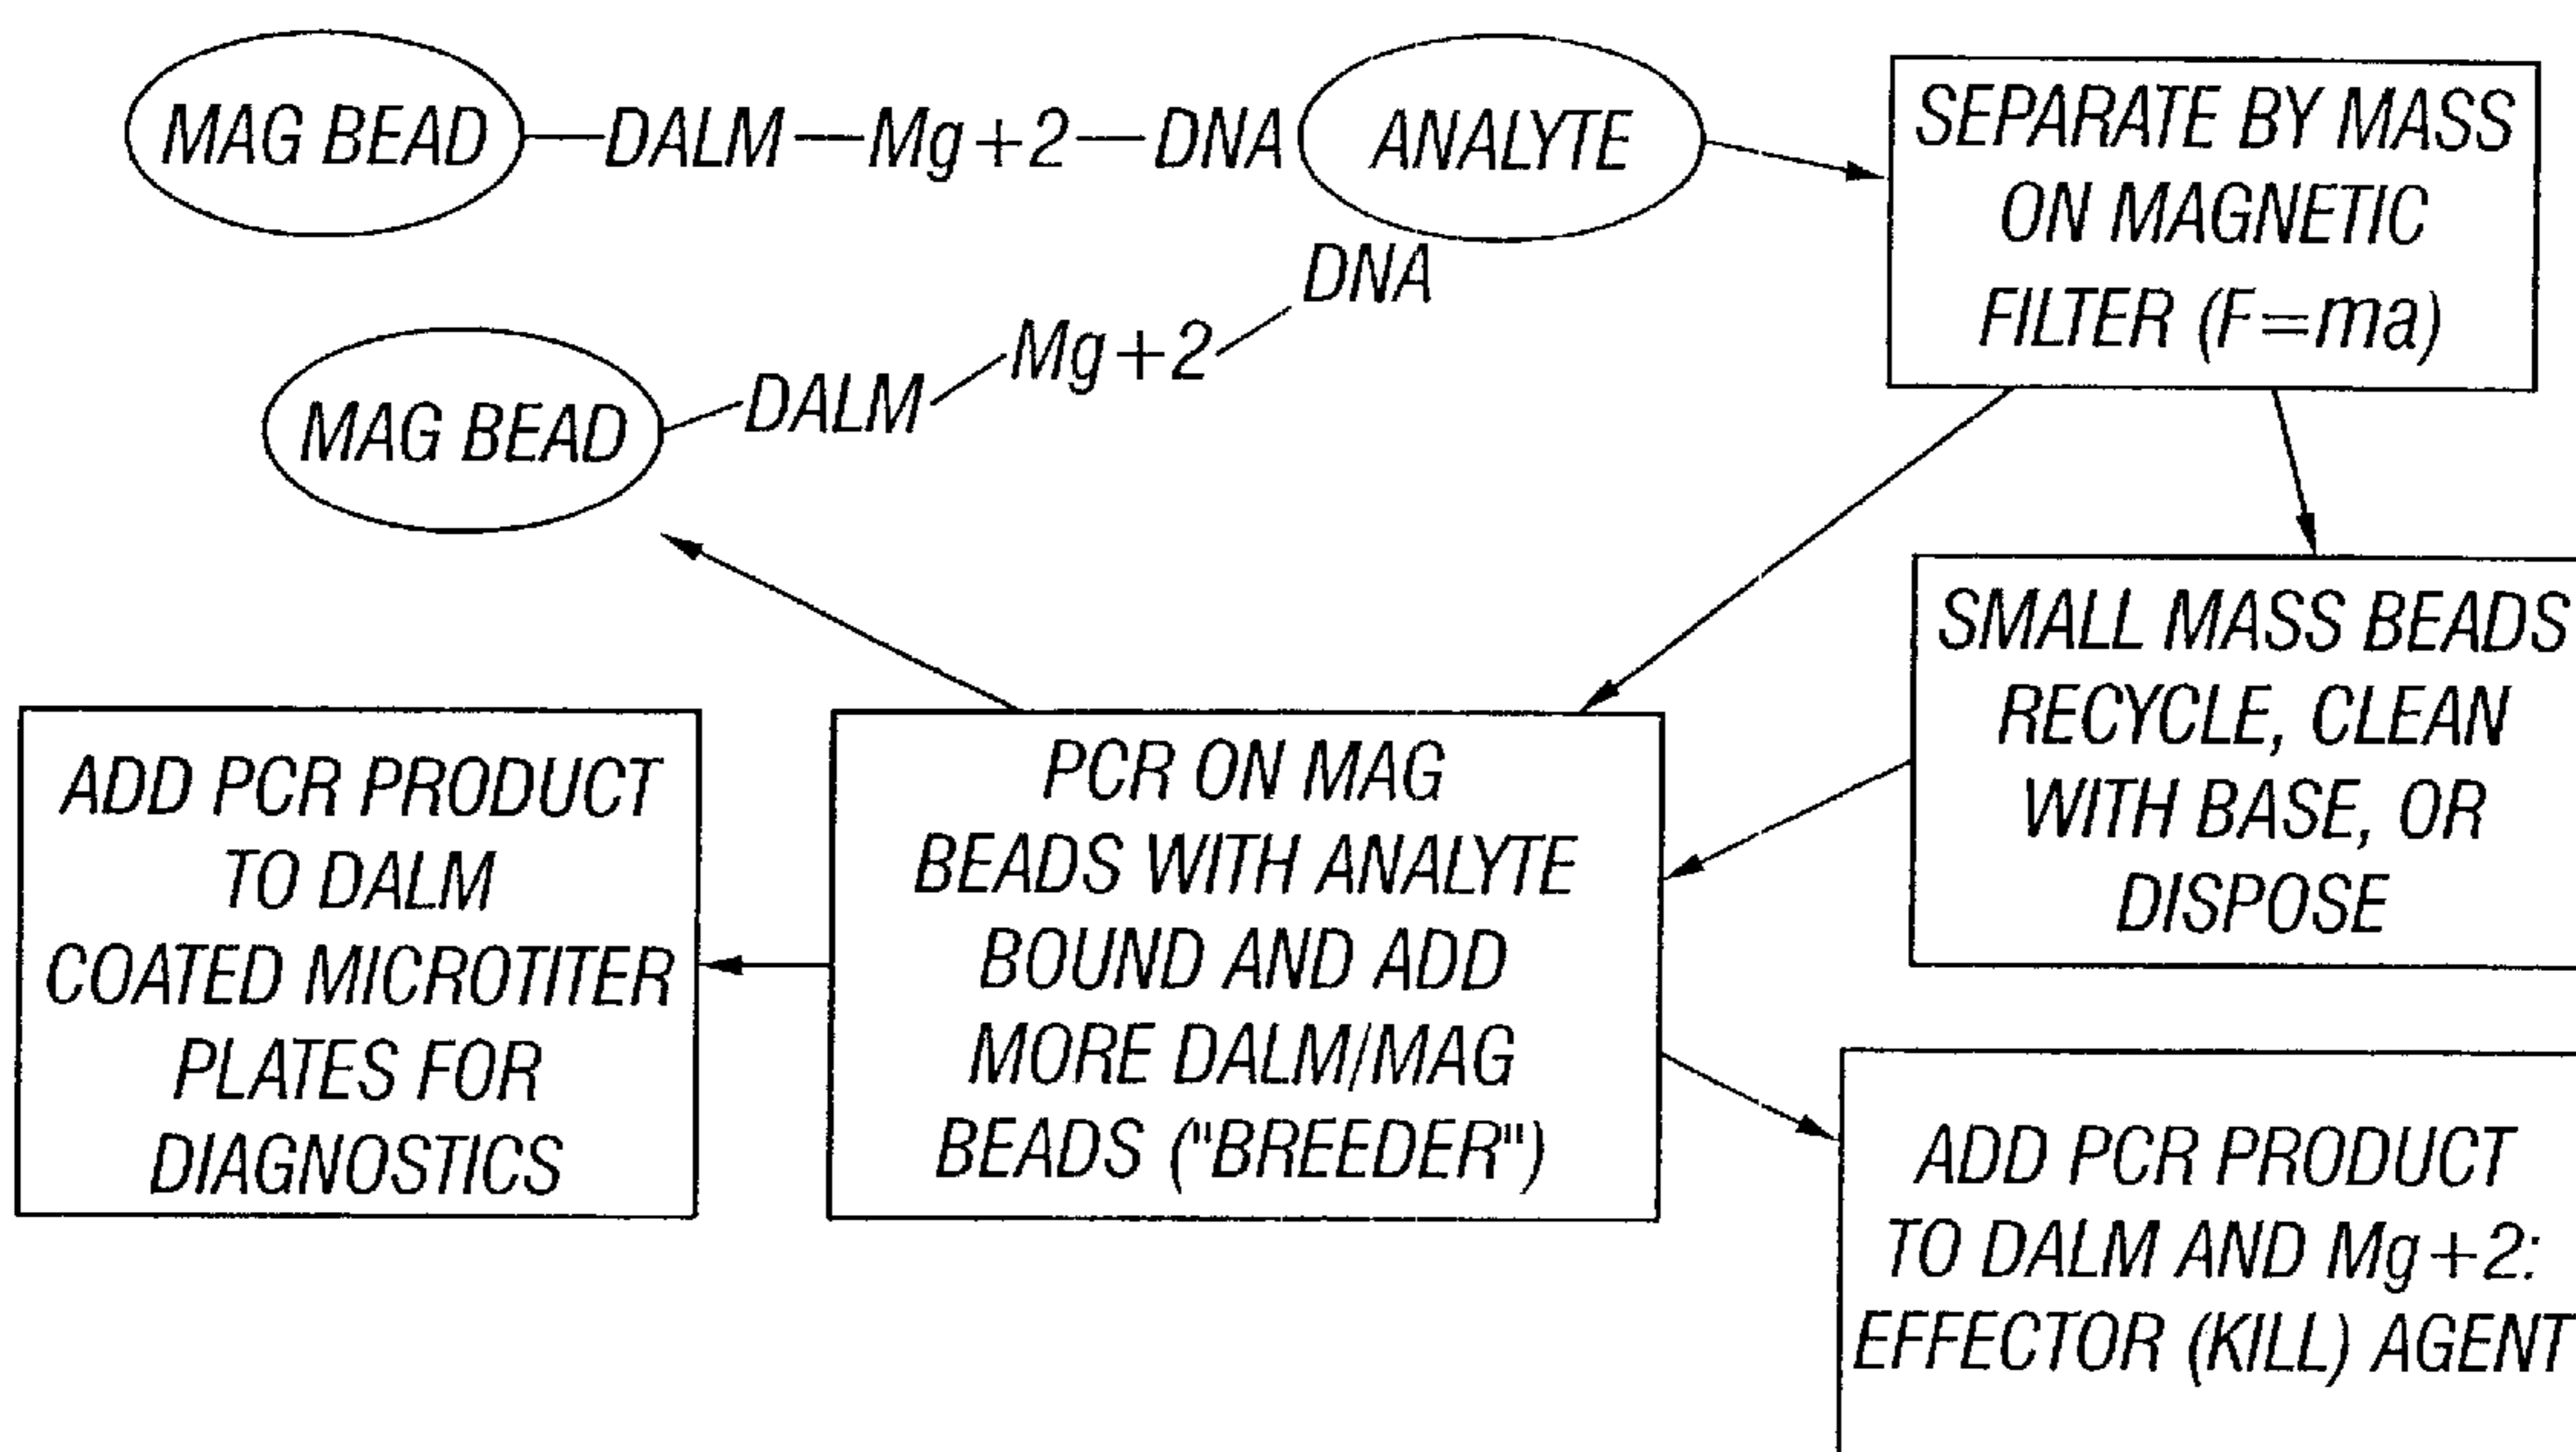 MAG BEAD—DALM—Mg+2—DNA ANALYTE
DNA
Mg+2
DALM
MAG BEAD
SEPARATE BY MASS
ON MAGNETIC
FILTER (F=ma)
SMALL MASS BEADS
RECYCLE, CLEAN
WITH BASE, OR
DISPOSE
PCR ON MAG
BEADS WITH ANALYTE
BOUND AND ADD
MORE DALM/MAG
BEADS ("BREEDER")
ADD PCR PRODUCT
TO DALM
COATED MICROTITER
PLATES FOR
DIAGNOSTICS
ADD PCR PRODUCT
TO DALM AND Mg+2:
EFFECTOR (KILL) AGENT